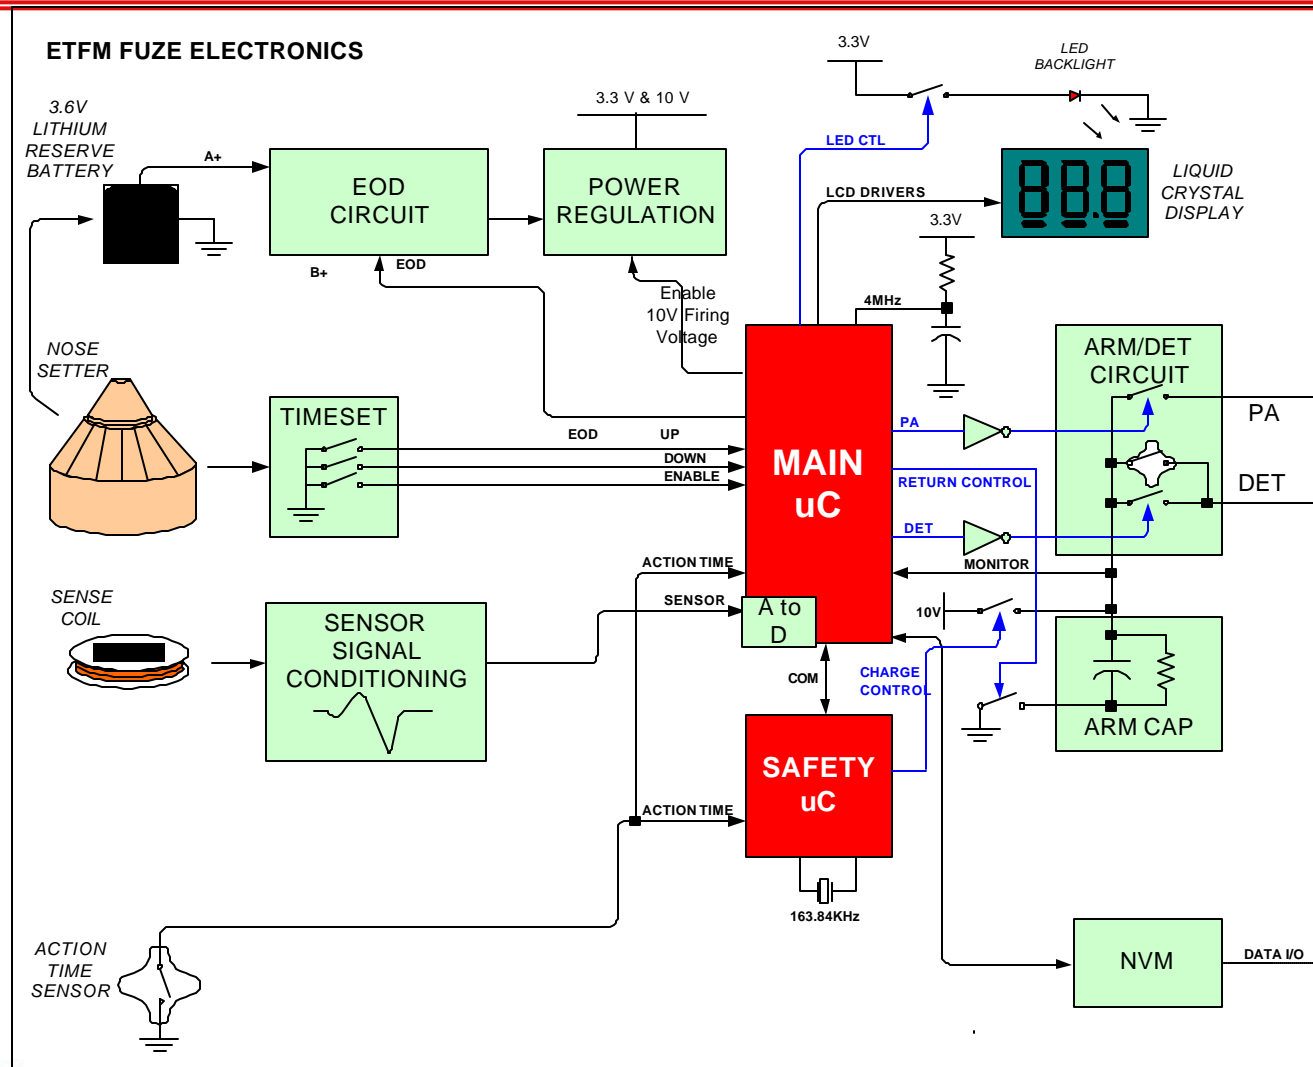 ETFM FUZE ELECTRONICS
3.3V
LED
BACKLIGHT
3.6V
LITHIUM
RESERVE
BATTERY
3.3 V & 10 V
A+
LED CTL
EOD
CIRCUIT
POWER
REGULATION
LCD DRIVERS
88.8
LIQUID
CRYSTAL
DISPLAY
3.3V
B+
EOD
Enable
10V Firing
Voltage
4MHz
NOSE
SETTER
ARM/DET
CIRCUIT
TIMESET
PA
EOD
UP
DOWN
ENABLE
MAIN
uC
PA
RETURN CONTROL
DET
DET
ACTION TIME
MONITOR
SENSE
COIL
SENSOR
A to
D
10V
SENSOR
SIGNAL
CONDITIONING
COM
CHARGE
CONTROL
ARM CAP
SAFETY
uC
ACTION TIME
163.84KHz
ACTION
TIME
SENSOR
NVM
DATA I/O